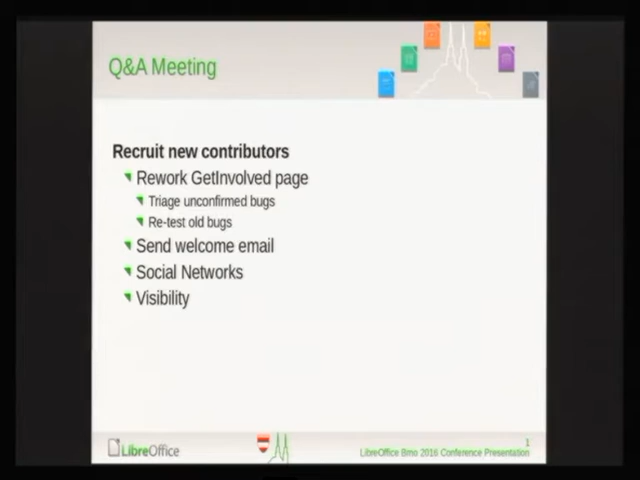 Q&A Meeting
Recruit new contributors
Rework GetInvolved page
Triage unconfirmed bugs
Re-test old bugs
Send welcome email
Social Networks
Visibility
1
LibreOffice
LibreOffice Brno 2016 Conference Presentation